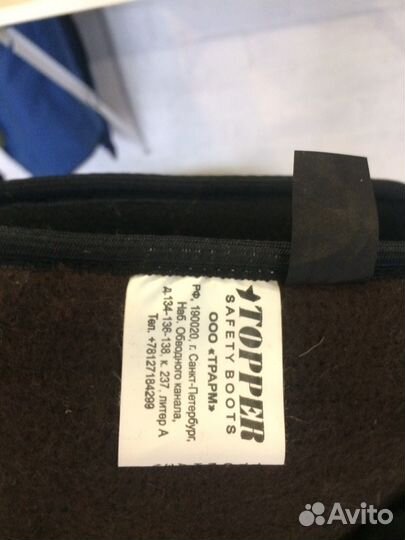 TOPPER
SAFETY BOOTS
ООО «ТРАРМ»
РФ, 190020, г. Санкт-Петербург,
Наб. Обводного канала,
д.134-136-138, к. 237, литер А
Тел. +78127184299
Avito